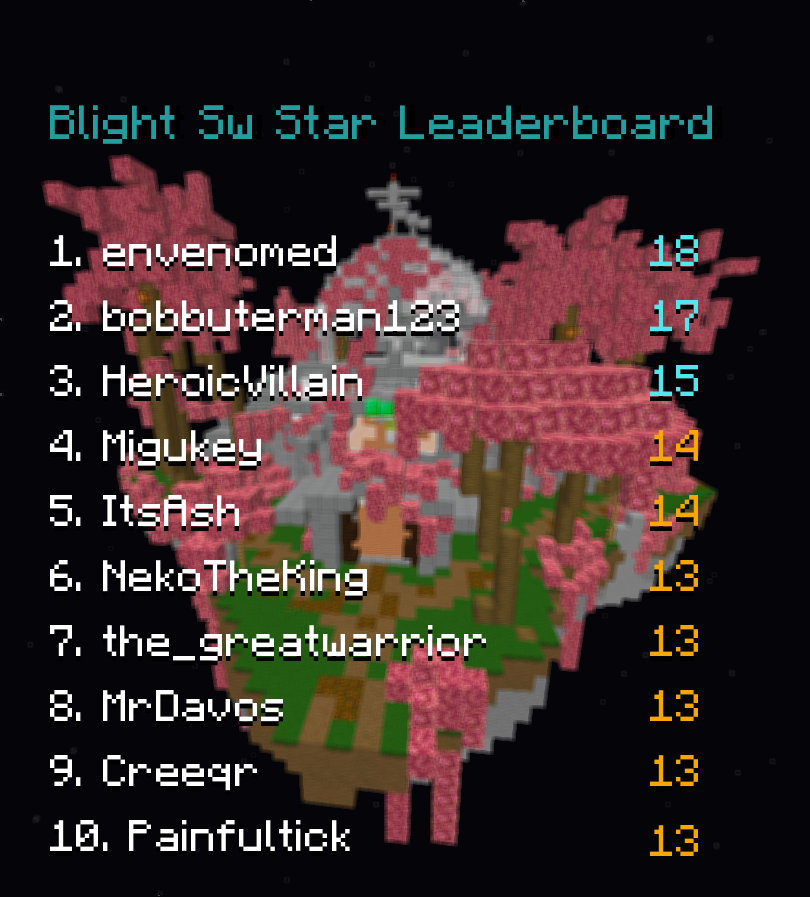 Blight Sw Star Leaderboard
1. envenomed 18
2. bobbuterman123 17
3. HeroicVillain 15
4. Migukey 14
5. ItsAsh 14
6. NekoTheKing 13
7. the_greatwarrior 13
8. MrDavos 13
9. Creeqr 13
10. Painfultick 13